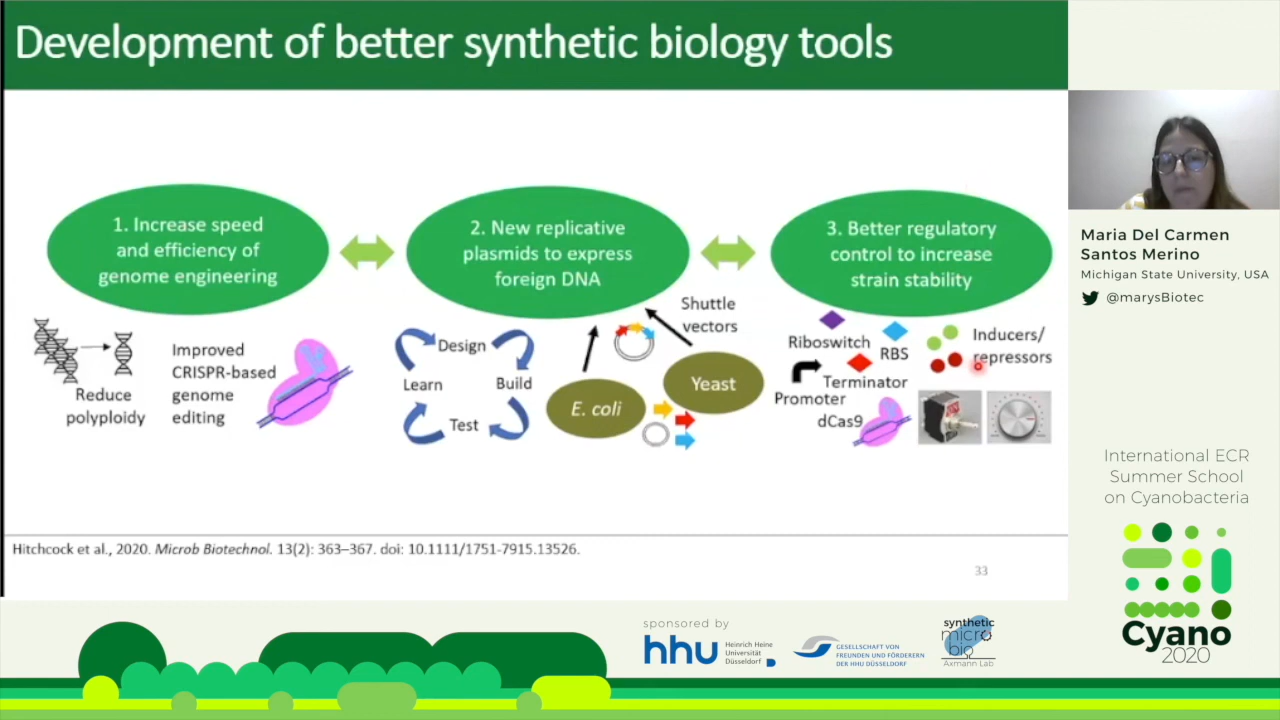 Development of better synthetic biology tools
1. Increase speed
and efficiency of
genome engineering
2. New replicative
plasmids to express
foreign DNA
3. Better regulatory
control to increase
strain stability
Reduce
polyploidy
Improved
CRISPR-based
genome
editing
Design
Build
Test
Learn
E. coli
Yeast
Shuttle
vectors
Riboswitch
RBS
Terminator
Promoter
dCas9
Inducers/
repressors
Hitchcock et al., 2020. Microb Biotechnol. 13(2): 363–367. doi: 10.1111/1751-7915.13526.
33
Maria Del Carmen
Santos Merino
Michigan State University, USA
@marysBiotec
International ECR
Summer School
on Cyanobacteria
Cyano
2020
sponsored by
hhu
Heinrich Heine
Universität
Düsseldorf
GESELLSCHAFT VON
FREUNDEN UND FÖRDERERN
DER HHU DÜSSELDORF
synthetic
micro
bio
Axmann Lab